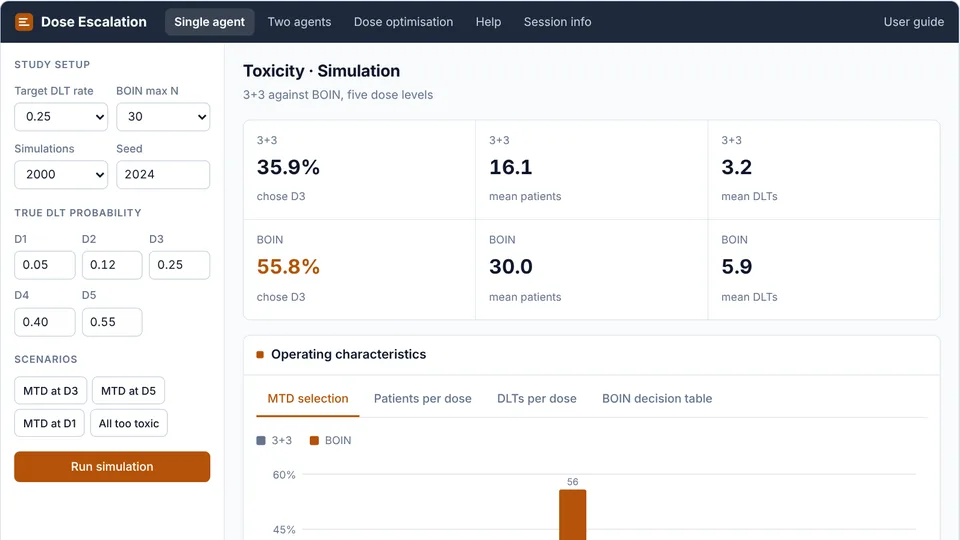 Dose Escalation Single agent Two agents Dose optimisation Help Session info User guide
STUDY SETUP
Target DLT rate BOIN max N
0.25 30
Simulations Seed
2000 2024
TRUE DLT PROBABILITY
D1 D2 D3
0.05 0.12 0.25
D4 D5
0.40 0.55
SCENARIOS
MTD at D3 MTD at D5
MTD at D1 All too toxic
Run simulation
Toxicity · Simulation
3+3 against BOIN, five dose levels
3+3 3+3 3+3
35.9% 16.1 3.2
chose D3 mean patients mean DLTs
BOIN BOIN BOIN
55.8% 30.0 5.9
chose D3 mean patients mean DLTs
Operating characteristics
MTD selection Patients per dose DLTs per dose BOIN decision table
3+3 BOIN
60%
56
45%